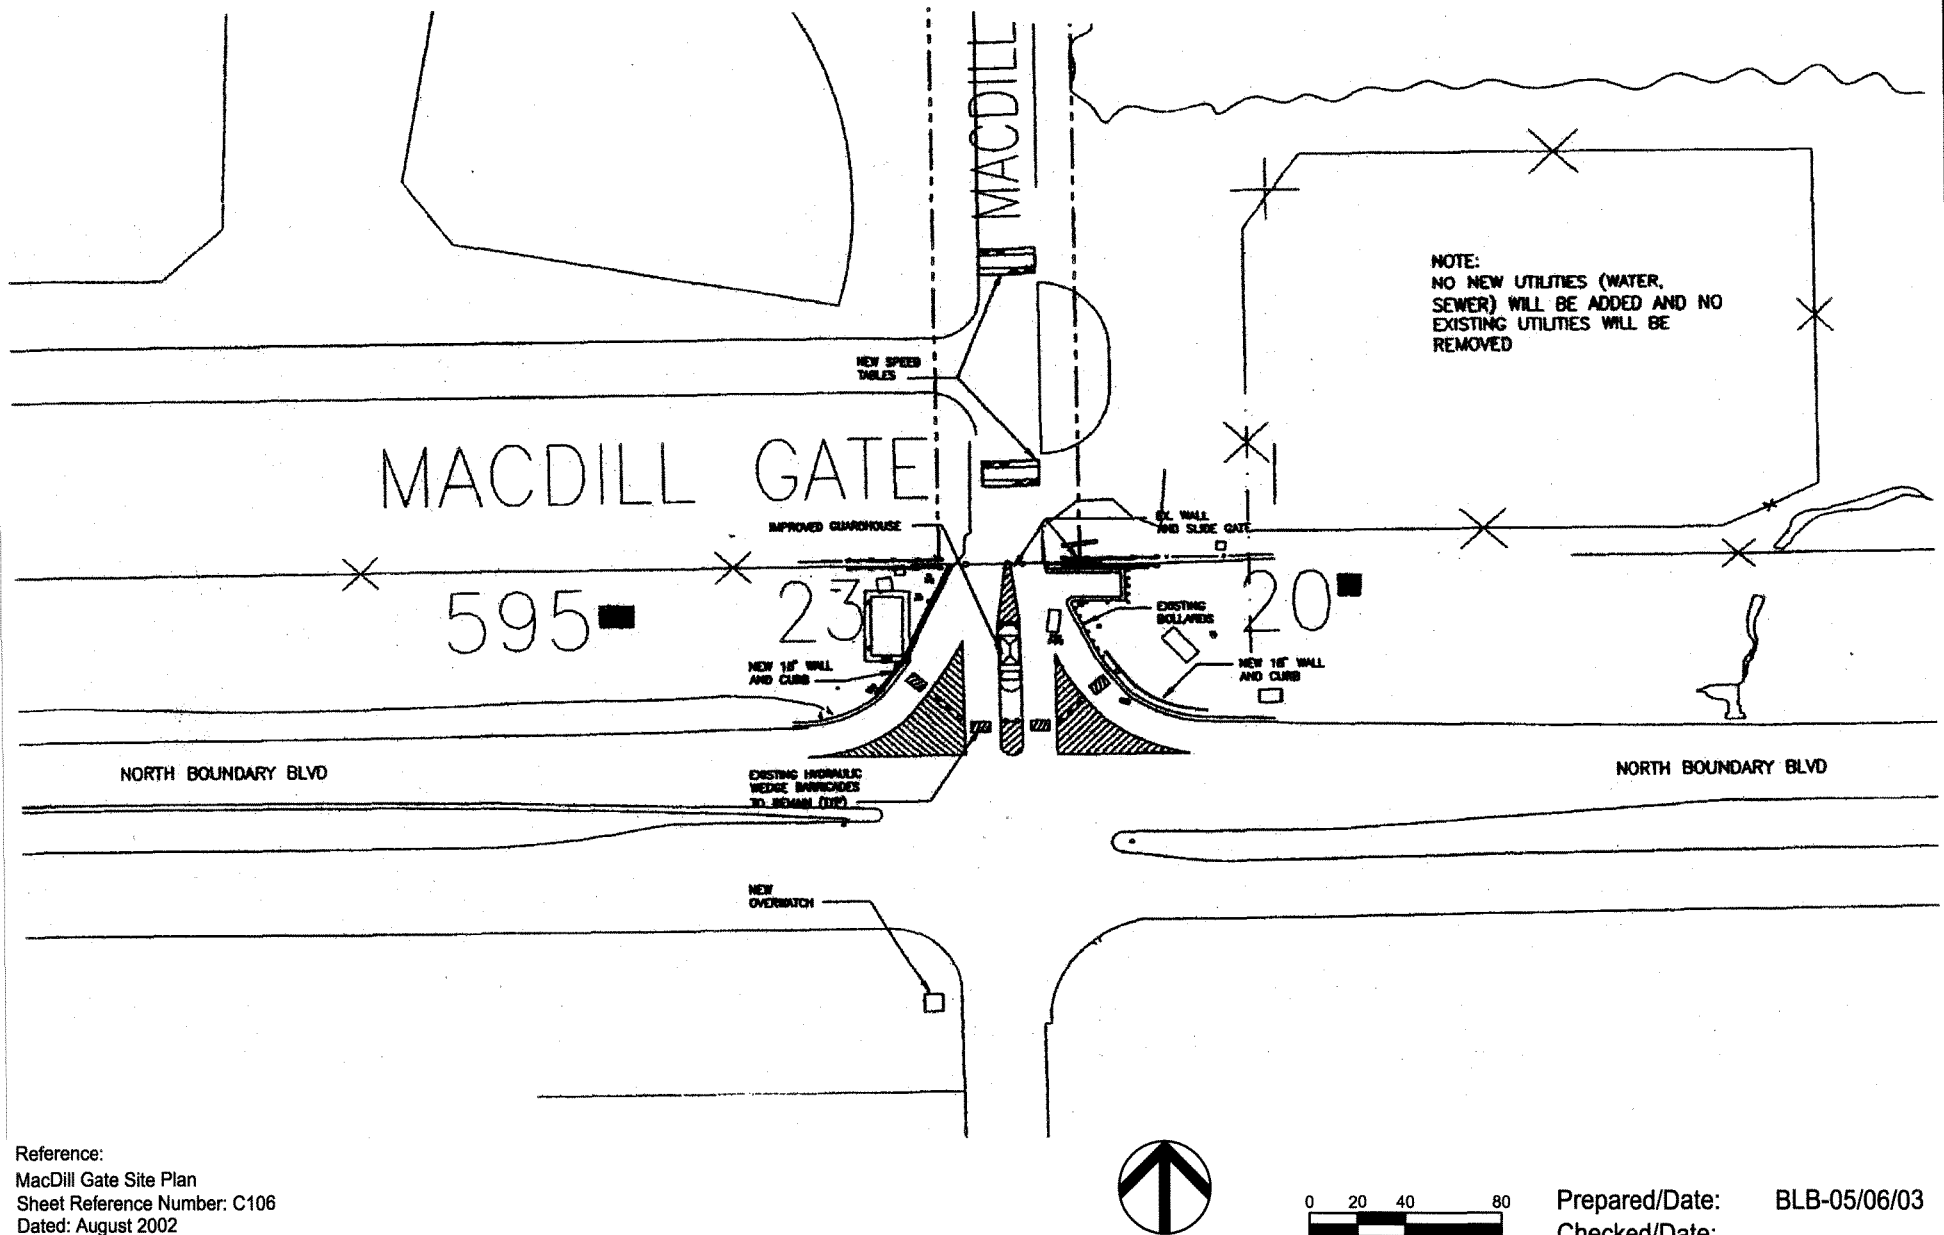 MACDILL
NOTE:
NO NEW UTILITIES (WATER,
SEWER) WILL BE ADDED AND NO
EXISTING UTILITIES WILL BE
REMOVED
NEW SPEED
TABLES
MACDILL GATE
IMPROVED GUARDHOUSE
EX. WALL
AND SLIDE GATE
595
23
20
EXISTING
BOLLARDS
NEW 18" WALL
AND CURB
NEW 18" WALL
AND CURB
NORTH BOUNDARY BLVD
NORTH BOUNDARY BLVD
EXISTING HYDRAULIC
WEDGE BARRICADES
TO REMAIN (TYP)
NEW
OVERWATCH
Reference:
MacDill Gate Site Plan
Sheet Reference Number: C106
Dated: August 2002
0 20 40 80
Prepared/Date: BLB-05/06/03
Checked/Date: